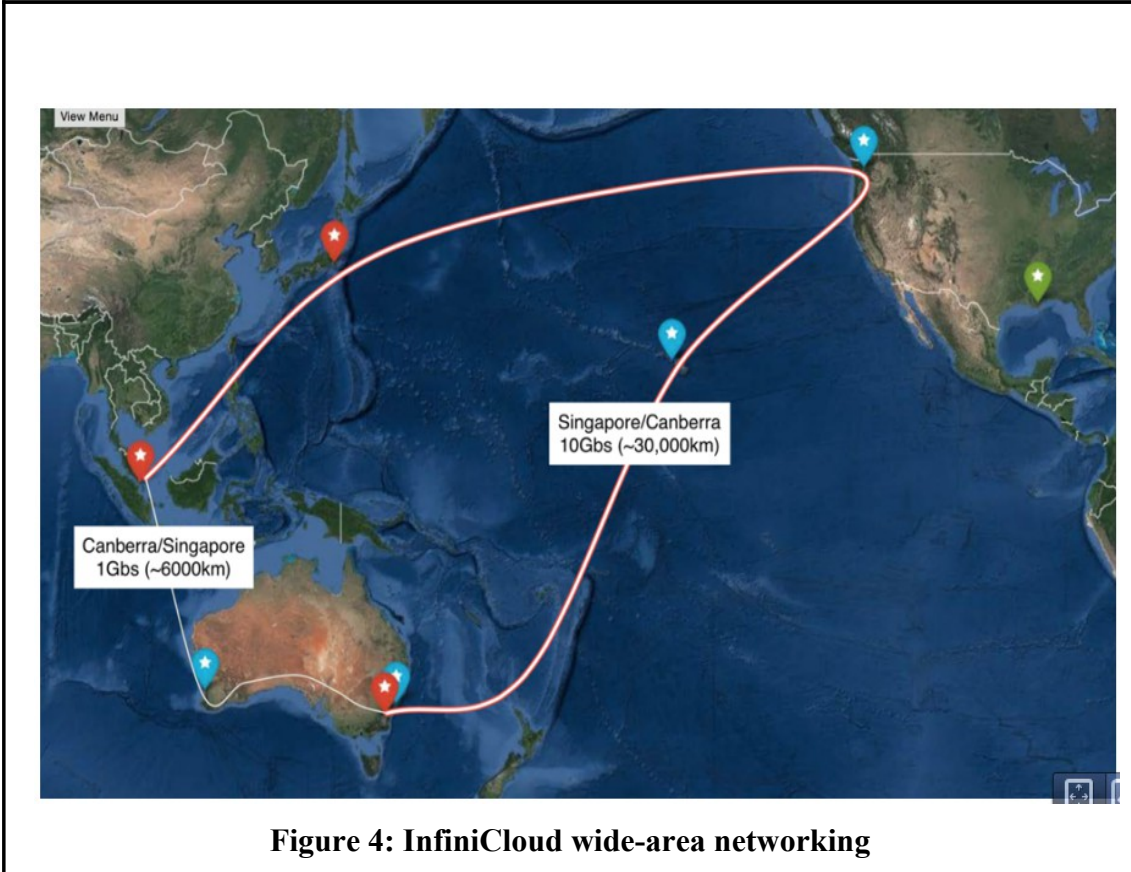 View Menu
Singapore/Canberra
10Gbs (~30,000km)
Canberra/Singapore
1Gbs (~6000km)
Figure 4: InfiniCloud wide-area networking